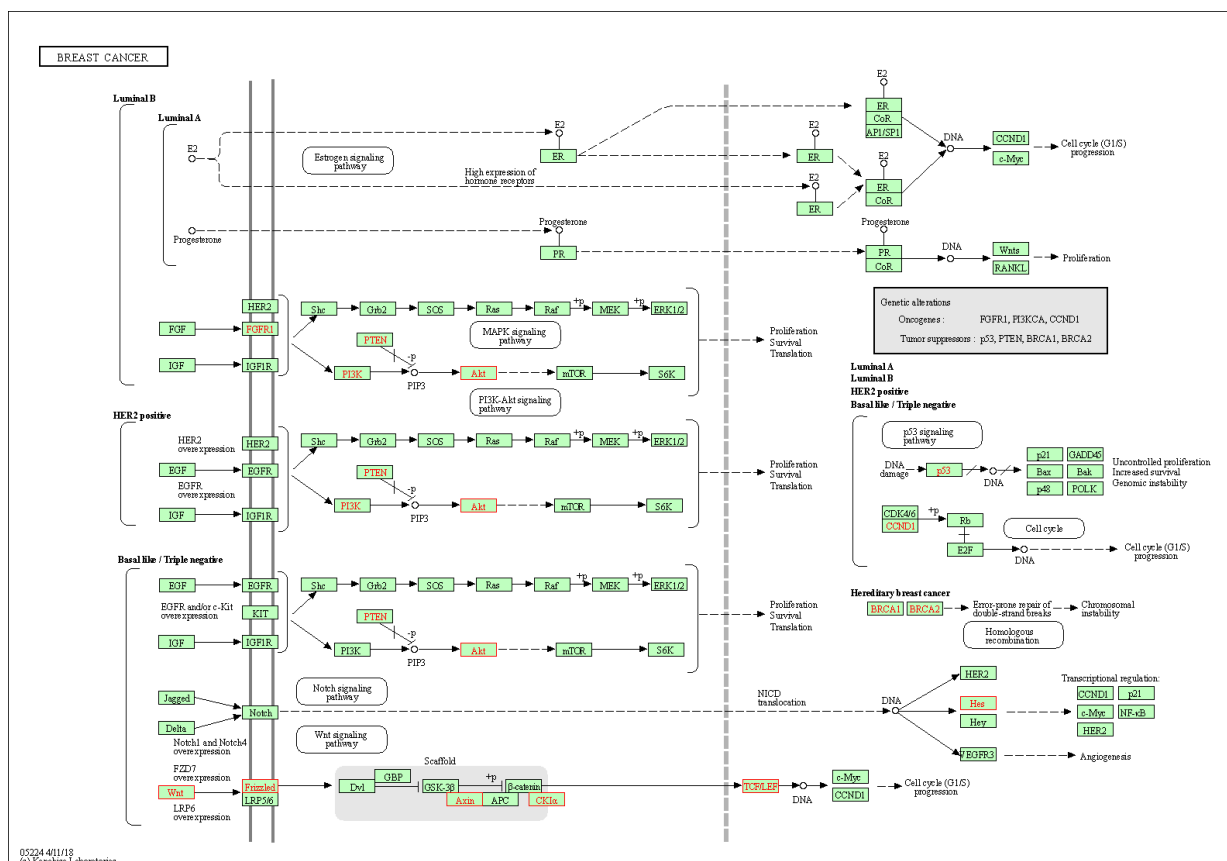 BREAST CANCER
Luminal B
Luminal A
E2
Estrogen signaling
pathway
High expression of
hormone receptors
E2
ER
E2
ER
E2
ER
E2
ER
CoR
AP1/SP1
E2
ER
CoR
DNA
CCND1
c-Myc
Cell cycle (G1/S)
progression
Progesterone
Progesterone
PR
Progesterone
PR
CoR
DNA
Wnts
RANKL
Proliferation
HER2
FGF
FGFR1
IGF
IGF1R
Shc
Grb2
SOS
Ras
Raf
+p
MEK
+p
ERK1/2
MAPK signaling
pathway
PTEN
-p
PI3K
PIP3
Akt
mTOR
S6K
PI3K-Akt signaling
pathway
Proliferation
Survival
Translation
Genetic alterations
Oncogenes : FGFR1, PI3KCA, CCND1
Tumor suppressors : p53, PTEN, BRCA1, BRCA2
HER2 positive
HER2
overexpression
HER2
EGF
EGFR
EGFR
overexpression
IGF
IGF1R
Shc
Grb2
SOS
Ras
Raf
+p
MEK
+p
ERK1/2
PTEN
-p
PI3K
PIP3
Akt
mTOR
S6K
Proliferation
Survival
Translation
Luminal A
Luminal B
HER2 positive
Basal like / Triple negative
p53 signaling
pathway
DNA
damage
p53
DNA
p21
GADD45
Bax
Bak
p48
POLK
Uncontrolled proliferation
Increased survival
Genomic instability
CDK4/6
CCND1
+p
Rb
E2F
Cell cycle
DNA
Cell cycle (G1)
progression
Basal like / Triple negative
EGF
EGFR
EGFR and/or c-Kit
overexpression
KIT
IGF
IGF1R
Shc
Grb2
SOS
Ras
Raf
+p
MEK
+p
ERK1/2
PTEN
-p
PI3K
PIP3
Akt
mTOR
S6K
Proliferation
Survival
Translation
Hereditary breast cancer
BRCA1
BRCA2
Error-prone repair of
double-strand breaks
Chromosomal
instability
Homologous
recombination
Notch signaling
pathway
Jagged
Delta
Notch
Notch1 and Notch4
overexpression
NICD
translocation
DNA
HER2
Hes
Hey
VEGFR3
Transcriptional regulation:
CCND1
p21
c-Myc
NF-κB
HER2
Angiogenesis
Wnt signaling
pathway
FZD7
overexpression
Wnt
Frizzled
LRP5/6
LRP6
overexpression
Scaffold
Dvl
GBP
GSK-3β
+p
β-catenin
Axin
APC
CKIα
TCF/LEF
DNA
c-Myc
CCND1
Cell cycle (G1/S)
progression
05224 4/11/18
(c) Kanehisa Laboratories